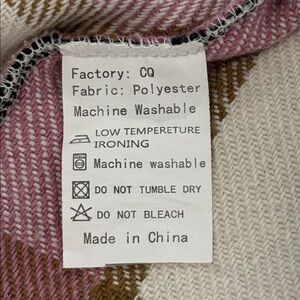 Factory: CQ
Fabric: Polyester
Machine Washable
LOW TEMPERETURE
IRONING
Machine washable
DO NOT TUMBLE DRY
DO NOT BLEACH
Made in China